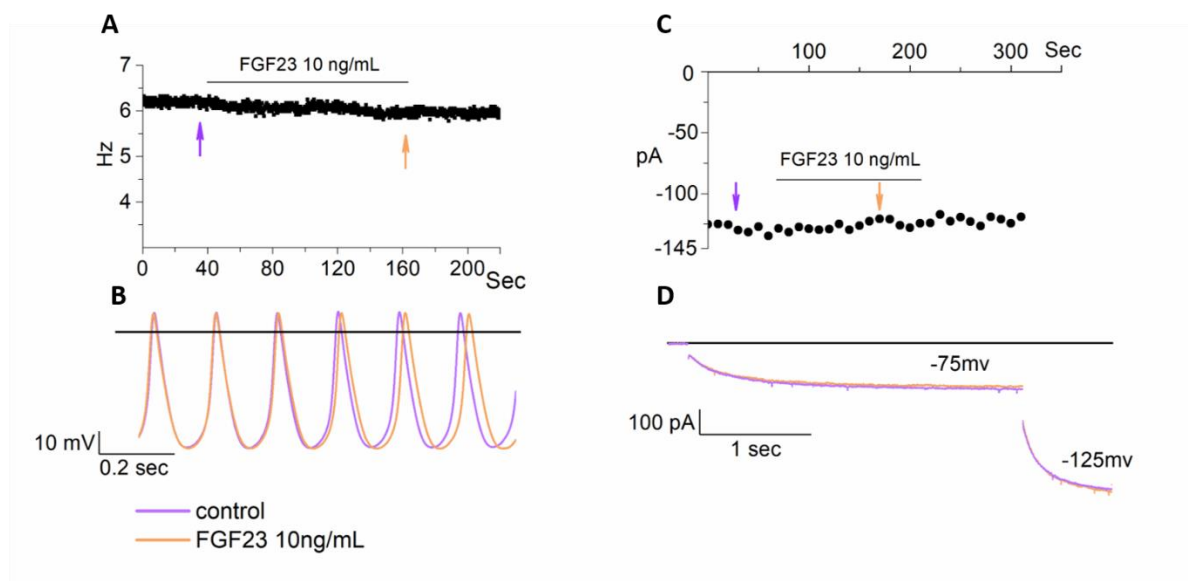 A
FGF23 10 ng/mL
7
6
5
4
Hz
0 40 80 120 160 200 Sec
B
10 mV
0.2 sec
control
FGF23 10ng/mL
C
100 200 300 Sec
0
-50
pA
-100
-145
FGF23 10 ng/mL
D
-75mv
100 pA
1 sec
-125mv